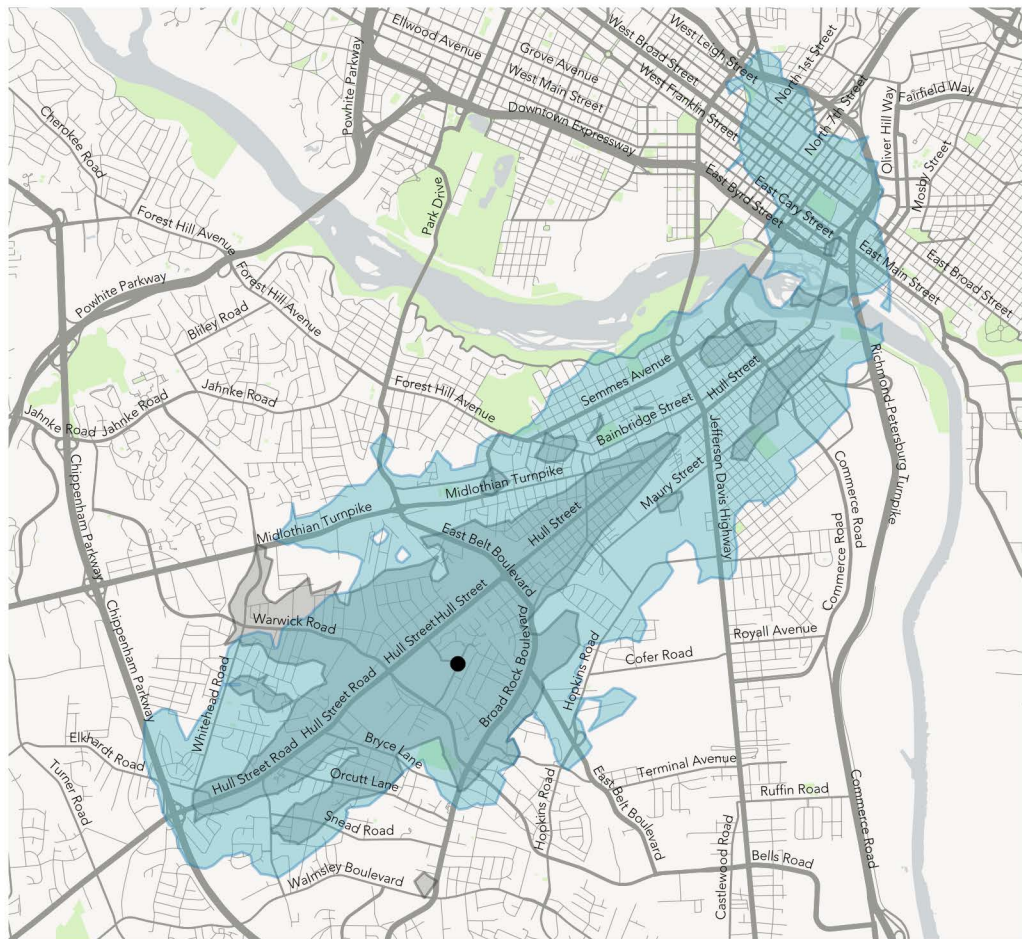 West Leigh Street
Ellwood Avenue
West Broad Street
North 1st Street
Grove Avenue
Powhite Parkway
West Main Street
West Franklin Street
Fairfield Way
Downtown Expressway
North 7th Street
Oliver Hill Way
Cherokee Road
Mosby Street
Park Drive
East Cary Street
East Byrd Street
Forest Hill Avenue
East Main Street
East Broad Street
Powhite Parkway
Forest Hill Avenue
Bliley Road
Richmond-Petersburg Turnpike
Semmes Avenue
Hull Street
Jahnke Road
Forest Hill Avenue
Jahnke Road
Jahnke Road
Bainbridge Street
Jefferson Davis Highway
Chippenham Parkway
Midlothian Turnpike
Maury Street
Commerce Road
Midlothian Turnpike
Hull Street
East Belt Boulevard
Commerce Road
Hull Street
Chippenham Parkway
Warwick Road
Hull Street
Royall Avenue
Broad Rock Boulevard
Hopkins Road
Cofer Road
Whitehead Road
Hull Street Road
Elkhardt Road
Bryce Lane
Hull Street Road
Turner Road
Orcutt Lane
Terminal Avenue
East Belt Boulevard
Ruffin Road
Hopkins Road
Commerce Road
Snead Road
Castlewood Road
Bells Road
Walmsley Boulevard